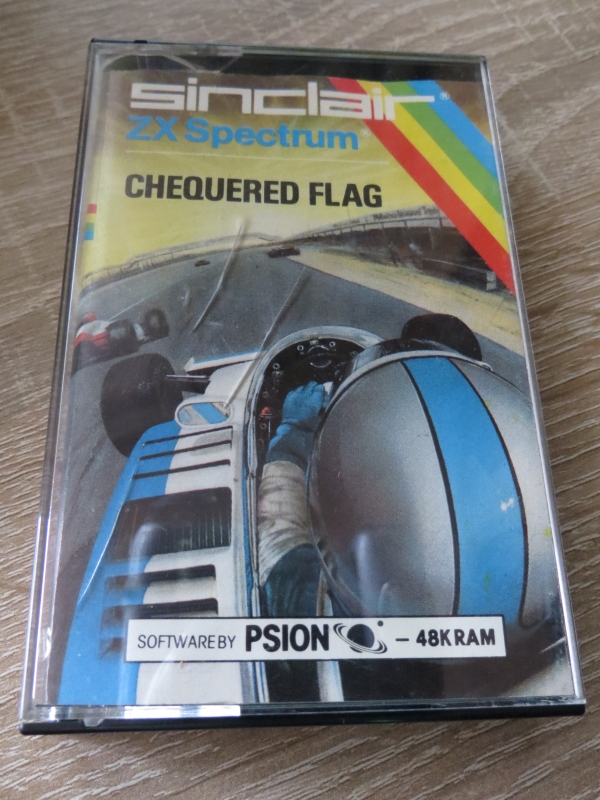 sinclair®
ZX Spectrum®
CHEQUERED FLAG
SOFTWARE BY PSION – 48K RAM